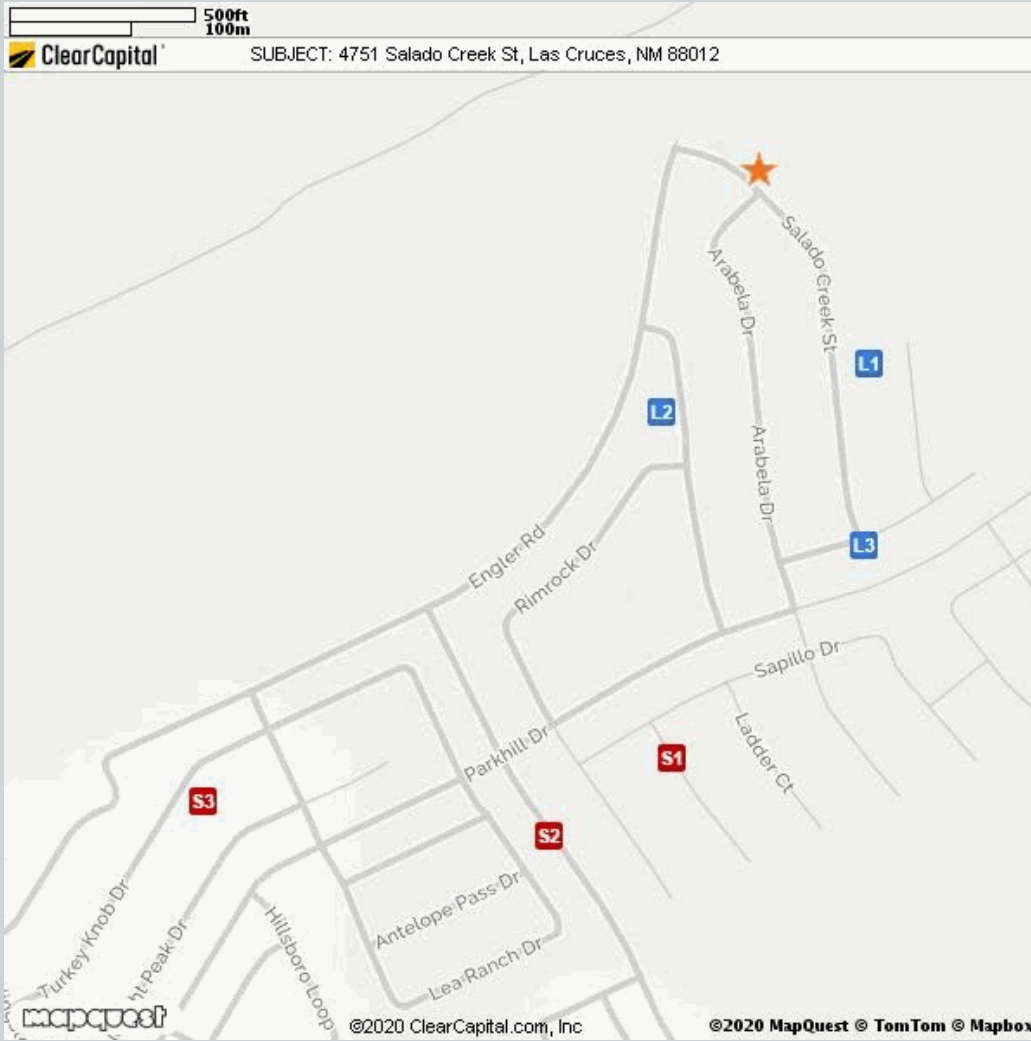 500ft
100m
ClearCapital
SUBJECT: 4751 Salado Creek St, Las Cruces, NM 88012
Salado Creek St
Arabela Dr
L1
L2
Arabela Dr
L3
Engler Rd
Rimrock Dr
Sapillo Dr
Ladder Ct
Parkhill Dr
S1
S3
S2
Antelope Pass Dr
Turkey Knob Dr
ht Peak Dr
Hillsboro Loop
Lea Ranch Dr
mapquest
©2020 ClearCapital.com, Inc
©2020 MapQuest © TomTom © Mapbox